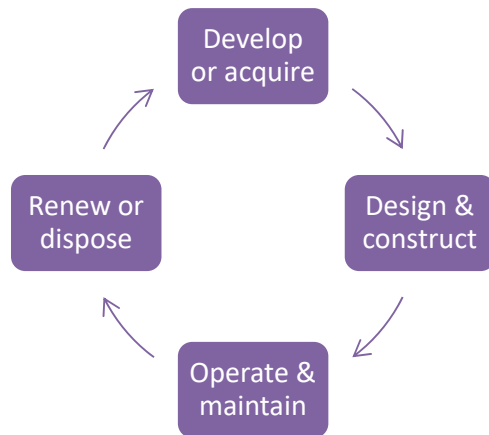 Develop
or acquire
Design &
construct
Operate &
maintain
Renew or
dispose